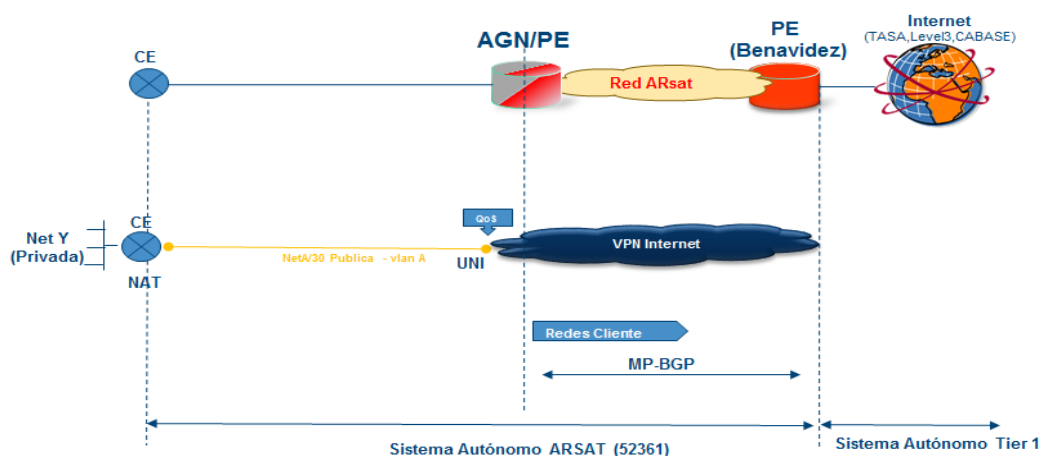 Internet
(TASA,Level3,CABASE)
PE
(Benavidez)
AGN/PE
CE
Red ARsat
CE
QoS
Net Y
(Privada)
VPN Internet
NetA/30 Publica - vlan A
UNI
NAT
Redes Cliente
MP-BGP
Sistema Autónomo ARSAT (52361)
Sistema Autónomo Tier 1